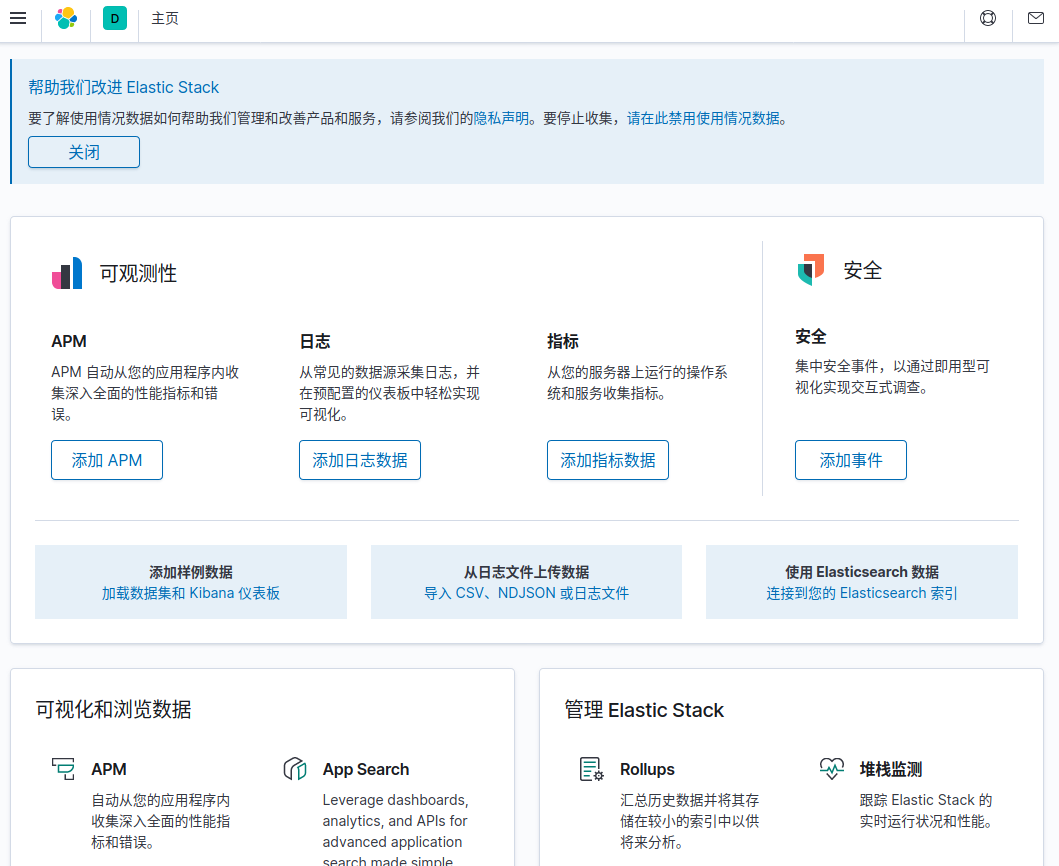 D 主页
帮助我们改进 Elastic Stack
要了解使用情况数据如何帮助我们管理和改善产品和服务，请参阅我们的隐私声明。要停止收集，请在此禁用使用情况数据。
关闭
可观测性
APM
APM 自动从您的应用程序内收
集深入全面的性能指标和错
误。
添加 APM
日志
从常见的数据源采集日志，并
在预配置的仪表板中轻松实现
可视化。
添加日志数据
指标
从您的服务器上运行的操作系
统和服务收集指标。
添加指标数据
安全
安全
集中安全事件，以通过即用型可
视化实现交互式调查。
添加事件
添加样例数据
加载数据集和 Kibana 仪表板
从日志文件上传数据
导入 CSV、NDJSON 或日志文件
使用 Elasticsearch 数据
连接到您的 Elasticsearch 索引
可视化和浏览数据
APM
自动从您的应用程序内
收集深入全面的性能指
标和错误。
App Search
Leverage dashboards,
analytics, and APIs for
advanced application
search made simple.
管理 Elastic Stack
Rollups
汇总历史数据并将其存
储在较小的索引中以供
将来分析。
堆栈监测
跟踪 Elastic Stack 的
实时运行状况和性能。